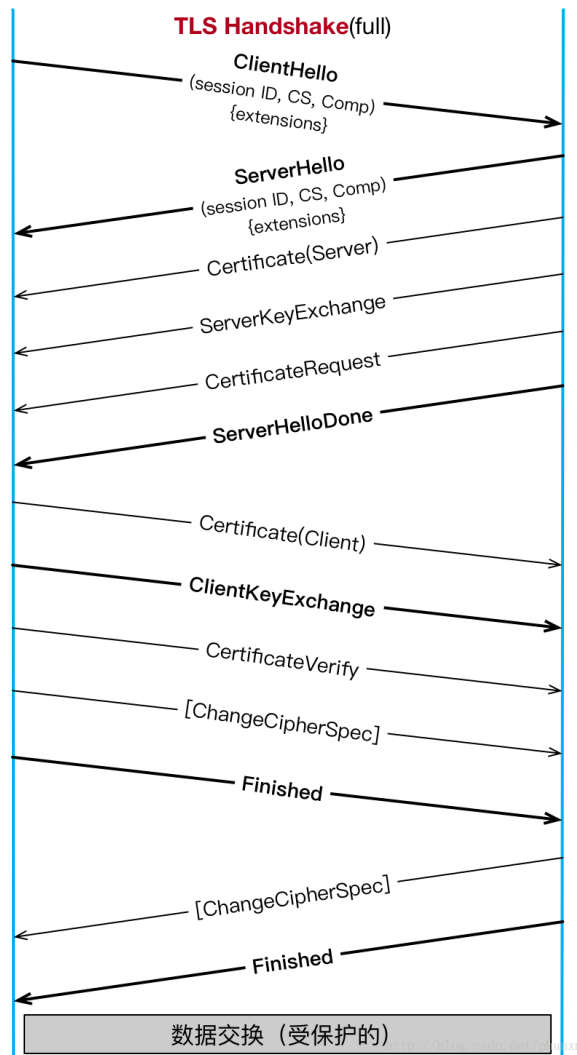 TLS Handshake(full)
ClientHello
(session ID, CS, Comp)
{extensions}
ServerHello
(session ID, CS, Comp)
{extensions}
Certificate(Server)
ServerKeyExchange
CertificateRequest
ServerHelloDone
Certificate(Client)
ClientKeyExchange
CertificateVerify
[ChangeCipherSpec]
Finished
[ChangeCipherSpec]
Finished
数据交换（受保护的）